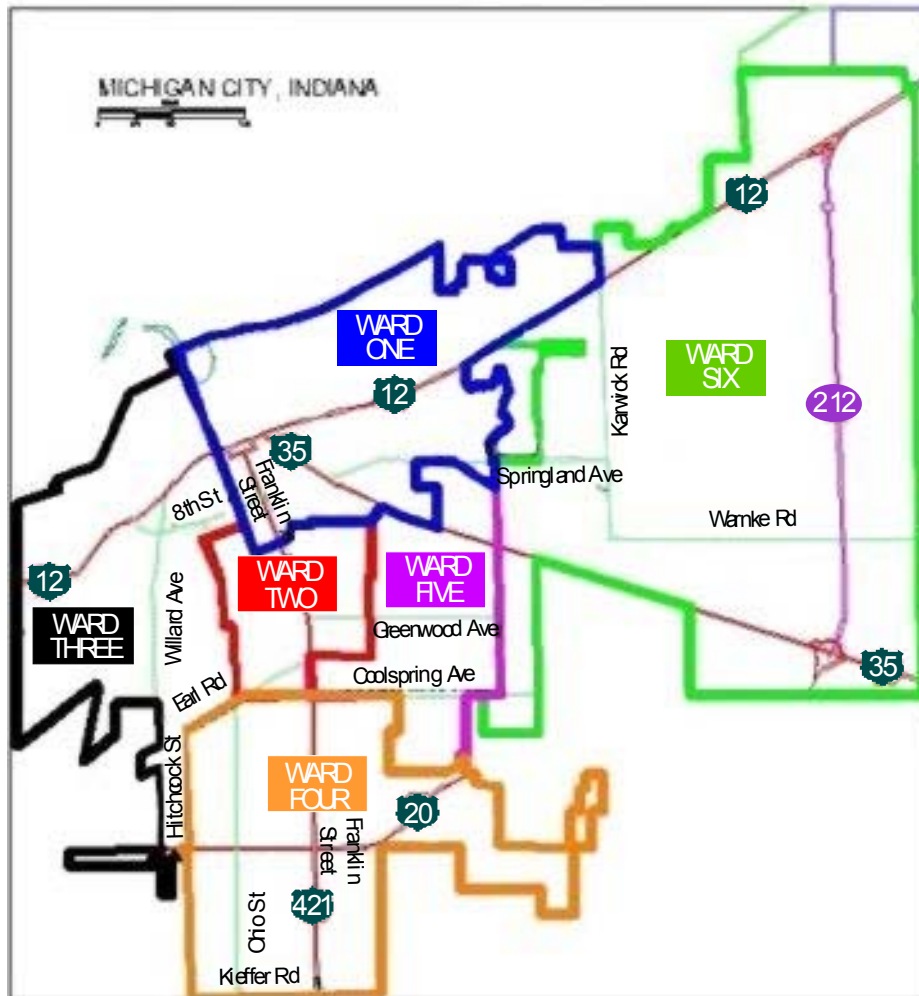 MICHIGAN CITY, INDIANA
12
WARD
ONE
WARD
SIX
Karwick Rd
12
212
35
Franklin
Street
Springland Ave
8th St
Warnke Rd
12
WARD
TWO
WARD
FIVE
Willard Ave
WARD
THREE
Greenwood Ave
35
Coolspring Ave
Earl Rd
Hitchcock St
WARD
FOUR
20
Franklin
Street
421
Ohio St
Kieffer Rd